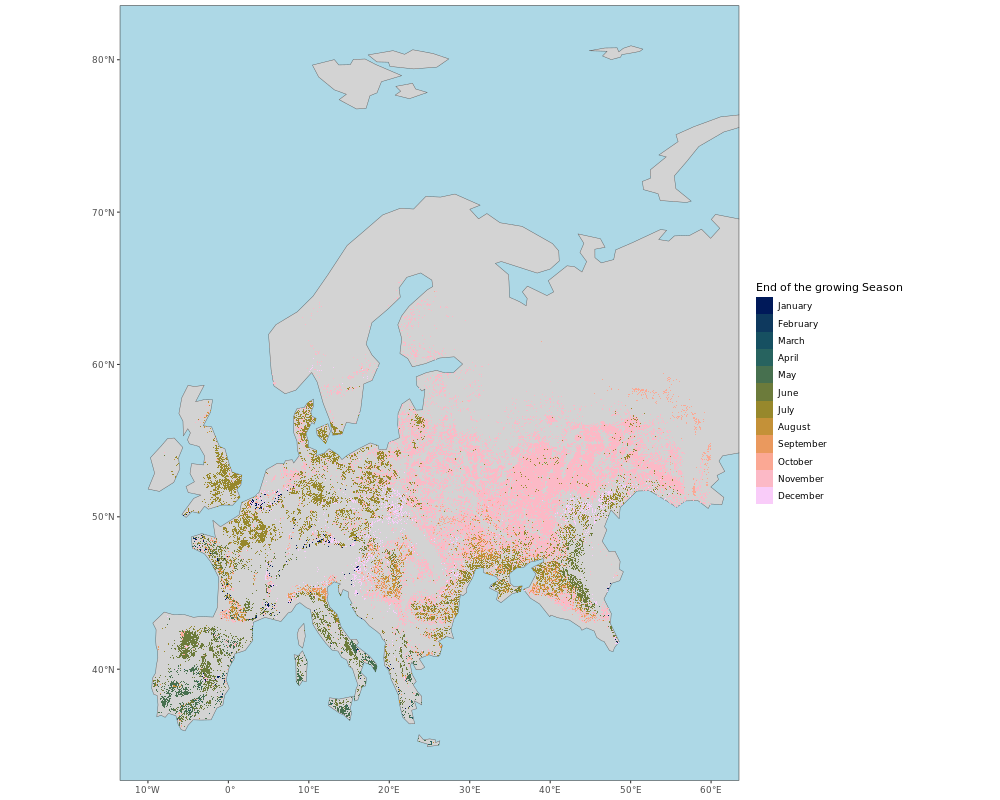 80°N
70°N
60°N
50°N
40°N
10°W 0° 10°E 20°E 30°E 40°E 50°E 60°E
End of the growing Season
January
February
March
April
May
June
July
August
September
October
November
December